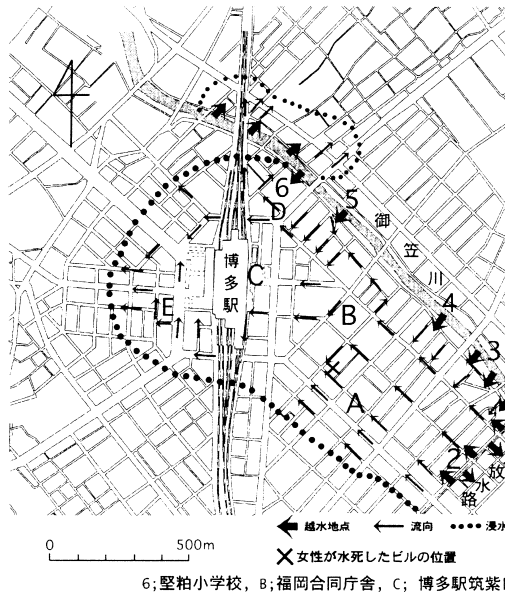 6
5
御笠川
D
博多駅
C
4
E
B
3
A
2
放水路
越水地点
流向
浸水
0
500m
女性が水死したビルの位置
6;堅粕小学校, B;福岡合同庁舎, C; 博多駅筑紫口